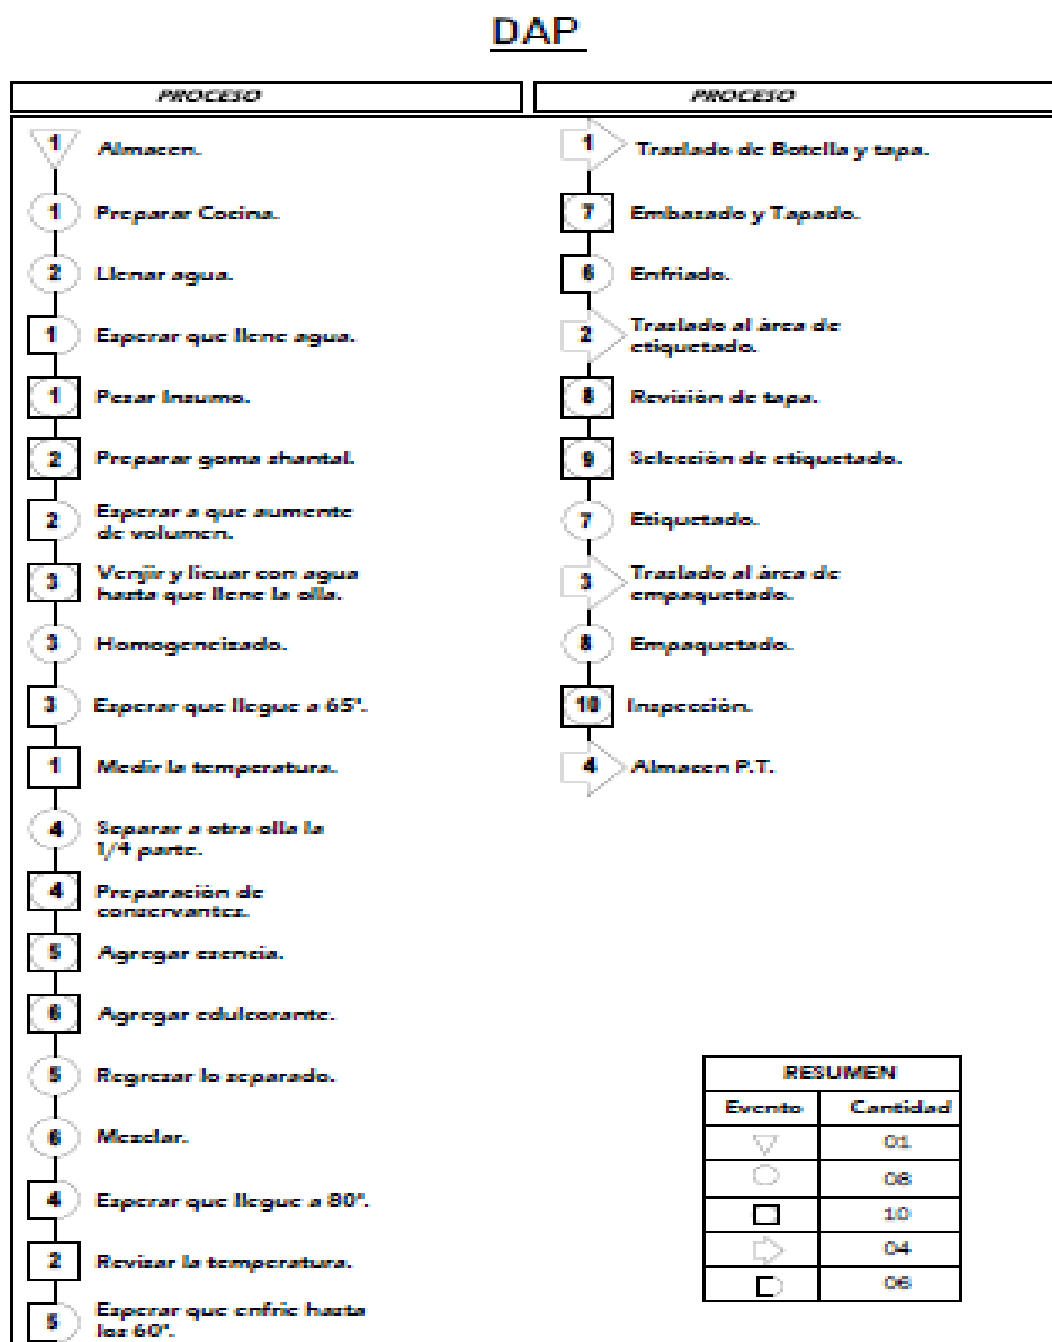 DAP
PROCESO
1 Almacen.
1 Preparar Cocina.
2 Llenar agua.
1 Esperar que llene agua.
1 Pesar Insumo.
2 Preparar goma shantal.
2 Esperar a que aumente
de volumen.
3 Venjir y licuar con agua
hasta que llene la olla.
3 Homogeneizado.
3 Esperar que llegue a 65°.
1 Medir la temperatura.
4 Separar a otra olla la
1/4 parte.
4 Preparación de
conservantes.
5 Agregar esencia.
6 Agregar edulcorante.
5 Regresar lo separado.
6 Mezclar.
4 Esperar que llegue a 80°.
2 Revisar la temperatura.
5 Esperar que enfrie hasta
los 60°.
PROCESO
1 Traslado de Botella y tapa.
7 Embazado y Tapado.
6 Enfriado.
2 Traslado al área de
etiquetado.
8 Revisión de tapa.
9 Selección de etiquetado.
7 Etiquetado.
3 Traslado al área de
empaquetado.
8 Empaquetado.
10 Inspección.
4 Almacen P.T.
RESUMEN
Evento Cantidad
01
08
10
04
06